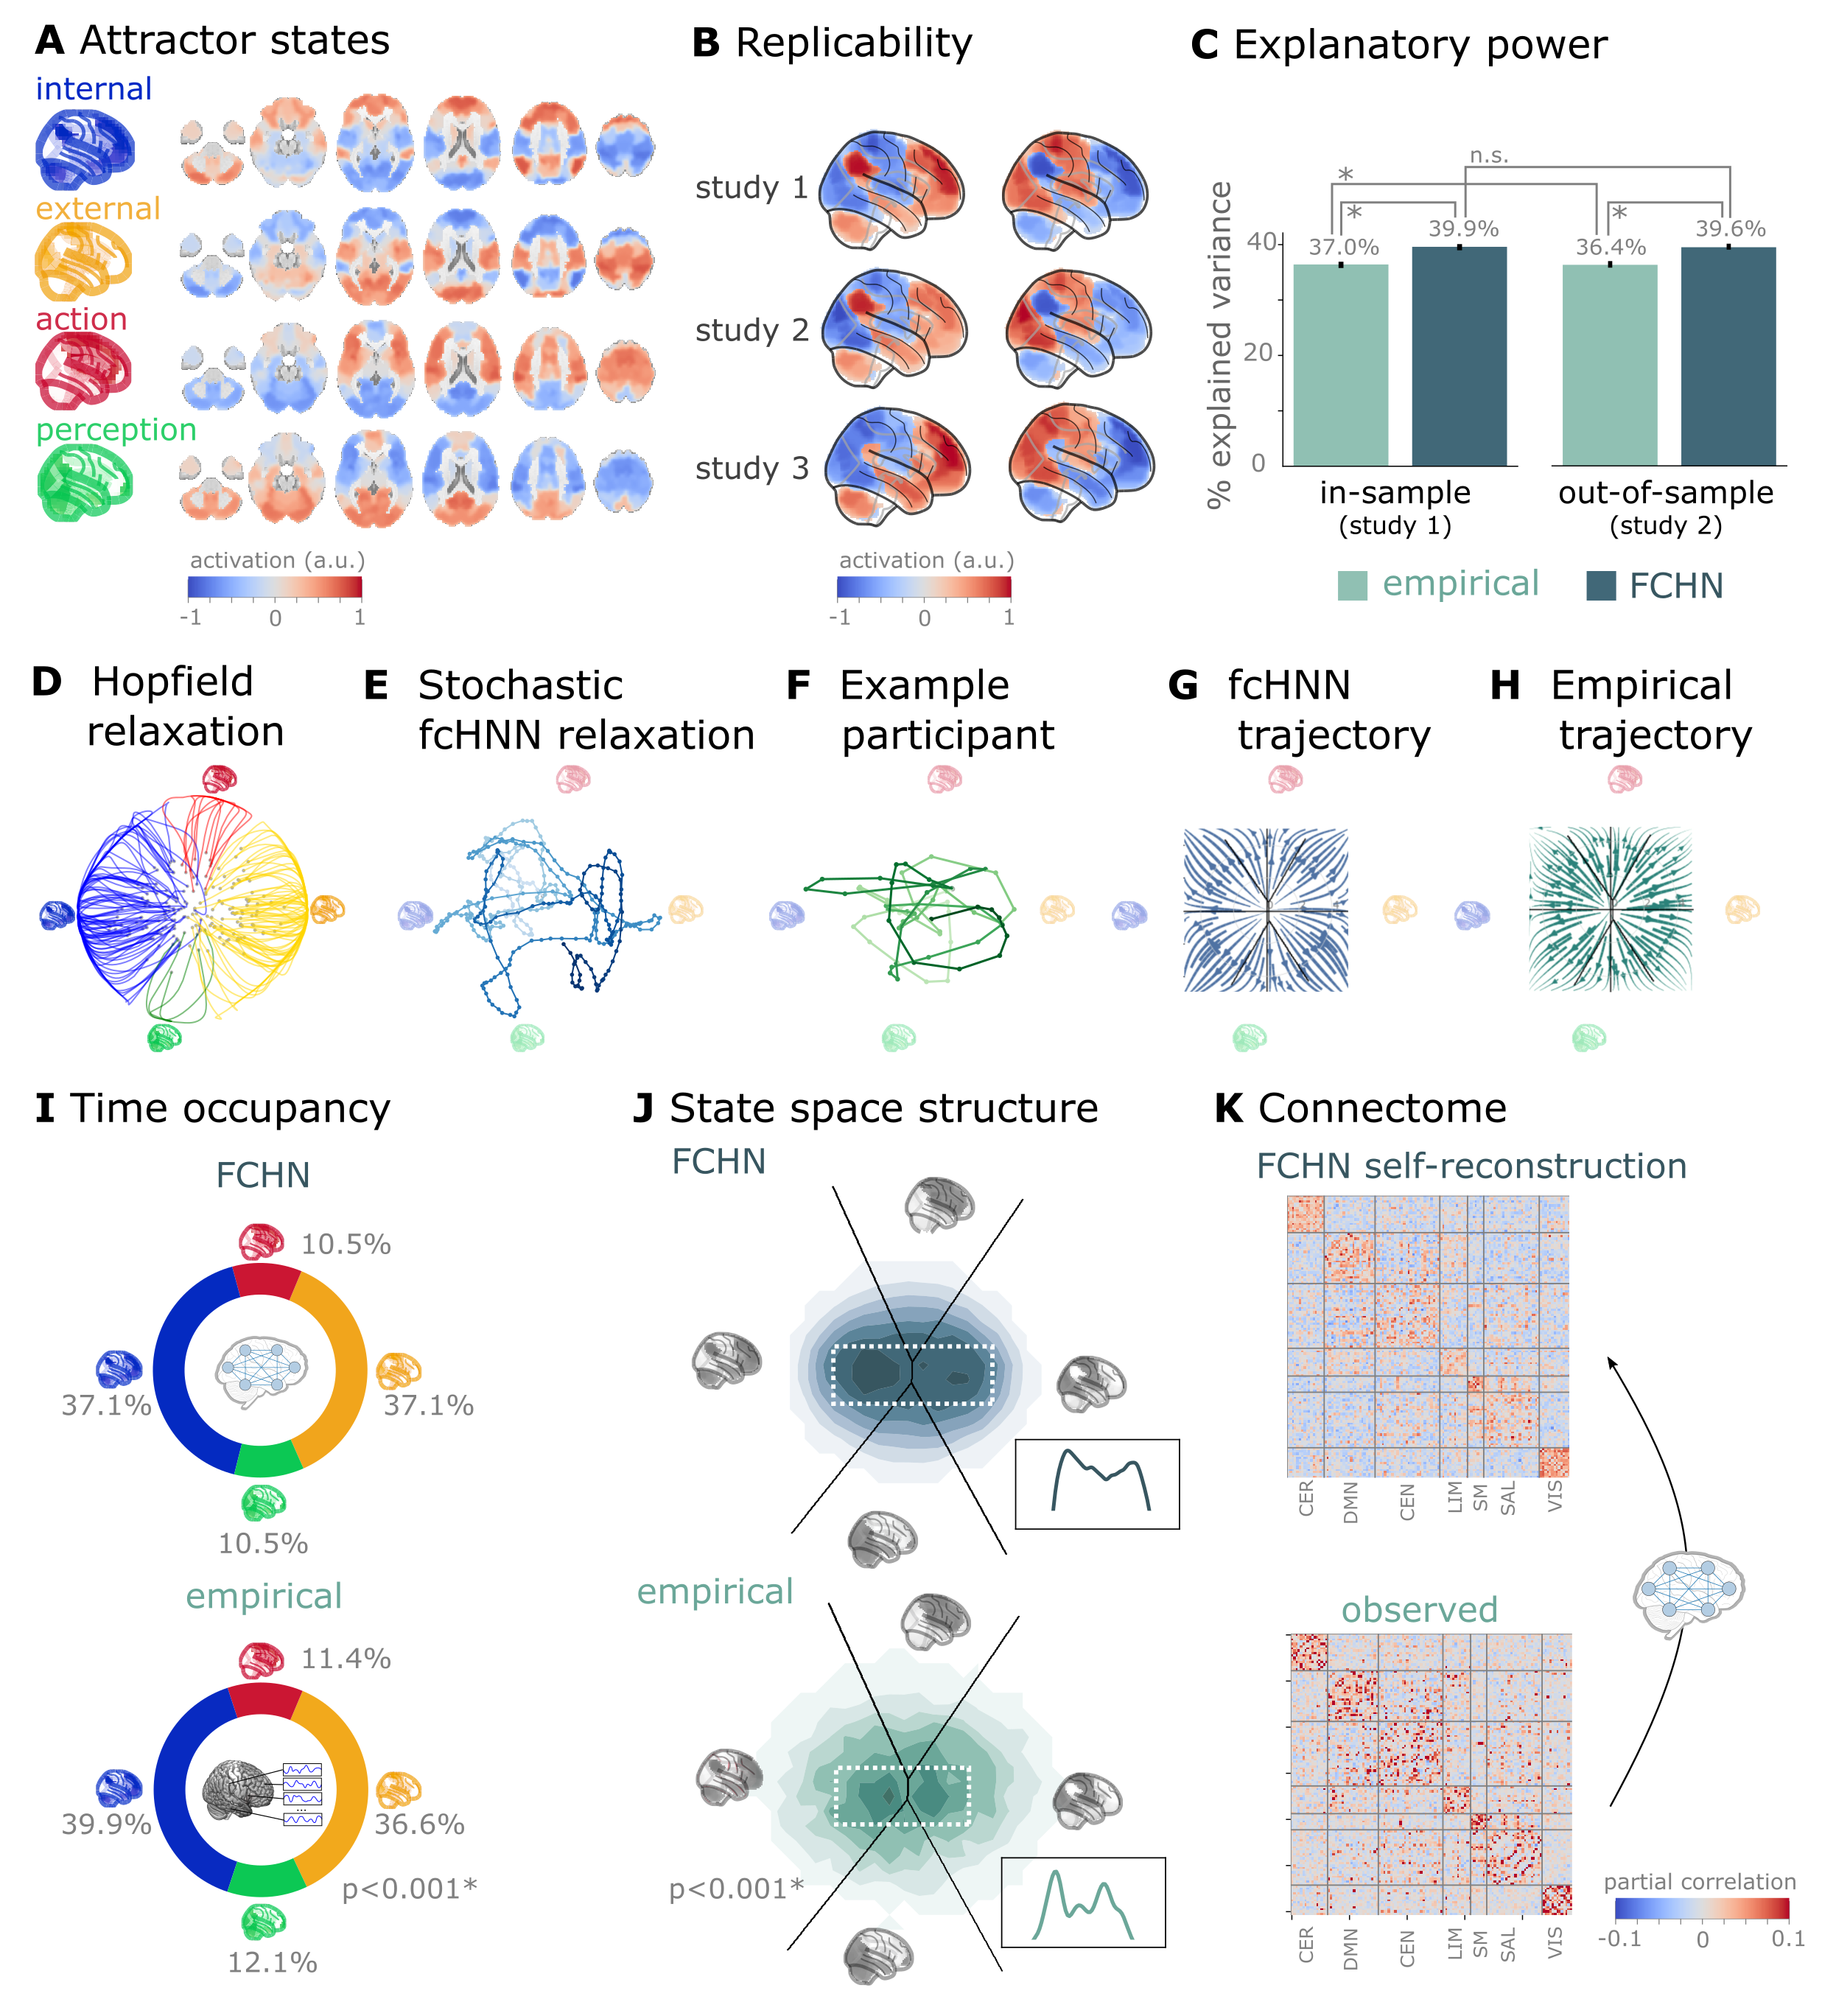 A Attractor states
internal
external
action
perception
activation (a.u.)
-1 0 1
B Replicability
study 1
study 2
study 3
activation (a.u.)
-1 0 1
C Explanatory power
n.s.
*
* *
37.0% 39.9% 36.4% 39.6%
% explained variance
40
20
0
in-sample out-of-sample
(study 1) (study 2)
empirical FCHN
D Hopfield
relaxation
E Stochastic
fcHNN relaxation
F Example
participant
G fcHNN
trajectory
H Empirical
trajectory
I Time occupancy
FCHN
10.5%
37.1% 37.1%
10.5%
empirical
11.4%
39.9% 36.6%
...
p<0.001*
12.1%
J State space structure
FCHN
empirical
p<0.001*
K Connectome
FCHN self-reconstruction
CER DMN CEN LIM SM SAL VIS
observed
CER DMN CEN LIM SM SAL VIS
partial correlation
-0.1 0 0.1